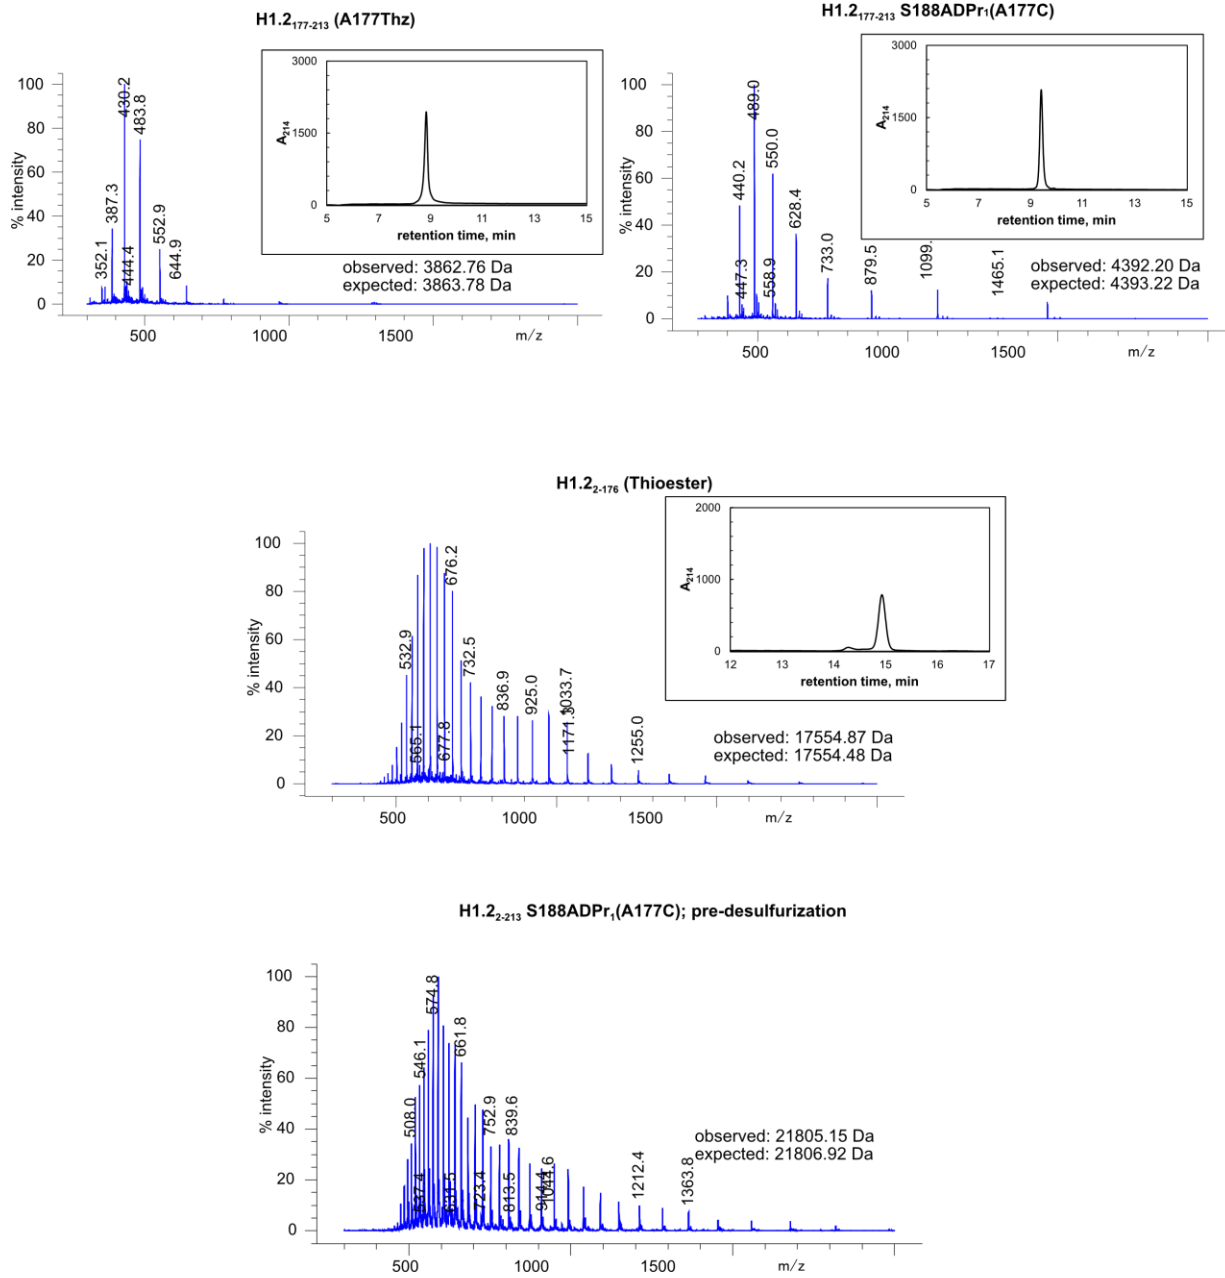 H1.2177-213 (A177Thz)
3000
1500
0
A214
5 7 9 11 13 15
retention time, min
100
80
60
40
20
0
% intensity
352.1
387.3
430.2
444.4
483.8
552.9
644.9
500 1000 1500 m/z
observed: 3862.76 Da
expected: 3863.78 Da
H1.2177-213 S188ADPr1(A177C)
3000
1500
0
A214
5 7 9 11 13 15
retention time, min
100
80
60
40
20
0
% intensity
440.2
447.3
489.0
550.0
558.9
628.4
733.0
879.5
1099.
1465.1
500 1000 1500 m/z
observed: 4392.20 Da
expected: 4393.22 Da
H1.22-176 (Thioester)
2000
1000
0
A214
12 13 14 15 16 17
retention time, min
100
80
60
40
20
0
% intensity
532.9
565.1
676.2
677.8
732.5
836.9
925.0
1033.7
1171.3
1255.0
500 1000 1500 m/z
observed: 17554.87 Da
expected: 17554.48 Da
H1.22-213 S188ADPr1(A177C); pre-desulfurization
100
80
60
40
20
0
% intensity
508.0
546.1
574.8
631.5
661.8
723.4
752.9
813.5
839.6
1044.6
1212.4
1363.8
500 1000 1500 m/z
observed: 21805.15 Da
expected: 21806.92 Da